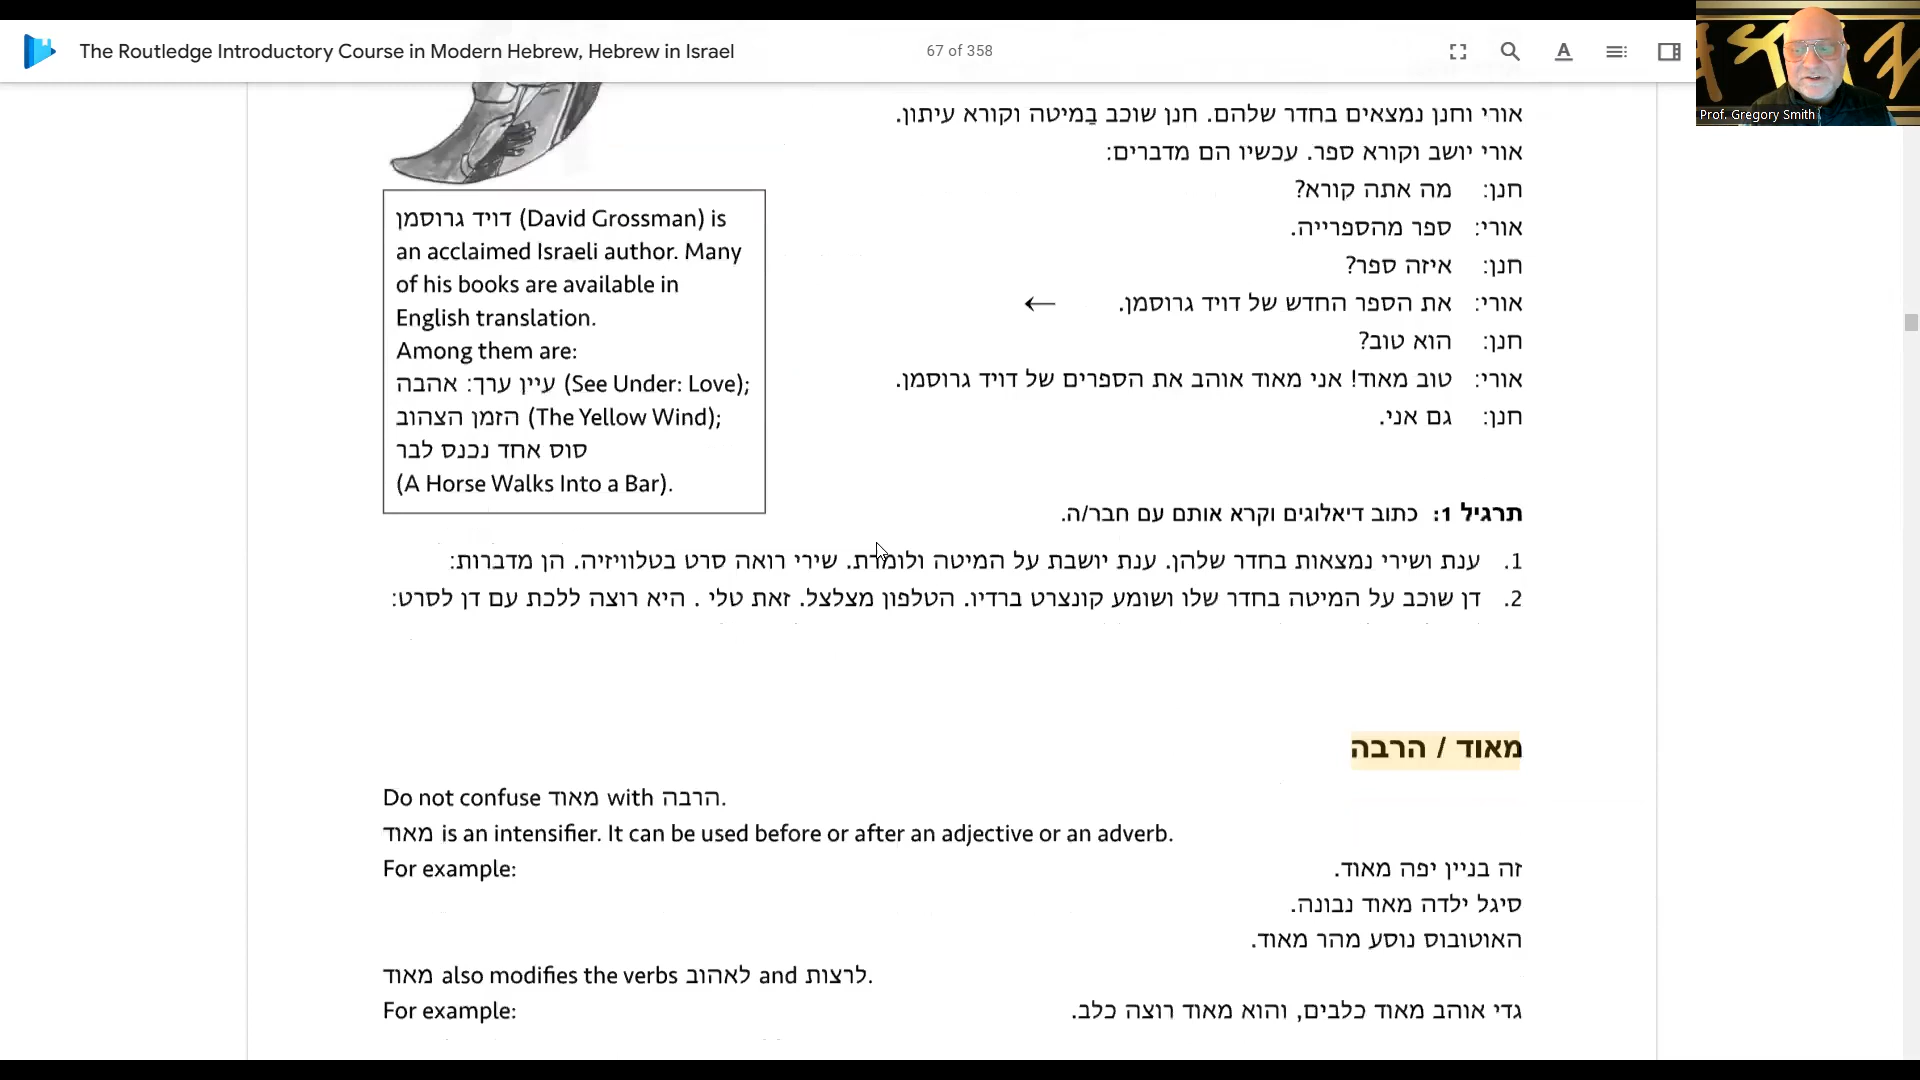 The Routledge Introductory Course in Modern Hebrew, Hebrew in Israel
67 of 358
Prof. Gregory Smith
אורי וחנן נמצאים בחדר שלהם. חנן שוכב בַמיטה וקורא עיתון.
אורי יושב וקורא ספר. עכשיו הם מדברים:
חנן: מה אתה קורא?
אורי: ספר מהספרייה.
חנן: איזה ספר?
אורי: את הספר החדש של דויד גרוסמן. ←
חנן: הוא טוב?
אורי: טוב מאוד! אני מאוד אוהב את הספרים של דויד גרוסמן.
חנן: גם אני.
דויד גרוסמן (David Grossman) is
an acclaimed Israeli author. Many
of his books are available in
English translation.
Among them are:
עיין ערך: אהבה (See Under: Love);
הזמן הצהוב (The Yellow Wind);
סוס אחד נכנס לבר
(A Horse Walks Into a Bar).
תרגיל 1: כתוב דיאלוגים וקרא אותם עם חבר/ה.
1. ענת ושירי נמצאות בחדר שלהן. ענת יושבת על המיטה ולומדת. שירי רואה סרט בטלוויזיה. הן מדברות:
2. דן שוכב על המיטה בחדר שלו ושומע קונצרט ברדיו. הטלפון מצלצל. זאת טלי . היא רוצה ללכת עם דן לסרט:
מאוד / הרבה
Do not confuse מאוד with הרבה.
מאוד is an intensifier. It can be used before or after an adjective or an adverb.
For example: זה בניין יפה מאוד.
סיגל ילדה מאוד נבונה.
האוטובוס נוסע מהר מאוד.
מאוד also modifies the verbs לאהוב and לרצות.
For example: גדי אוהב מאוד כלבים, והוא מאוד רוצה כלב.